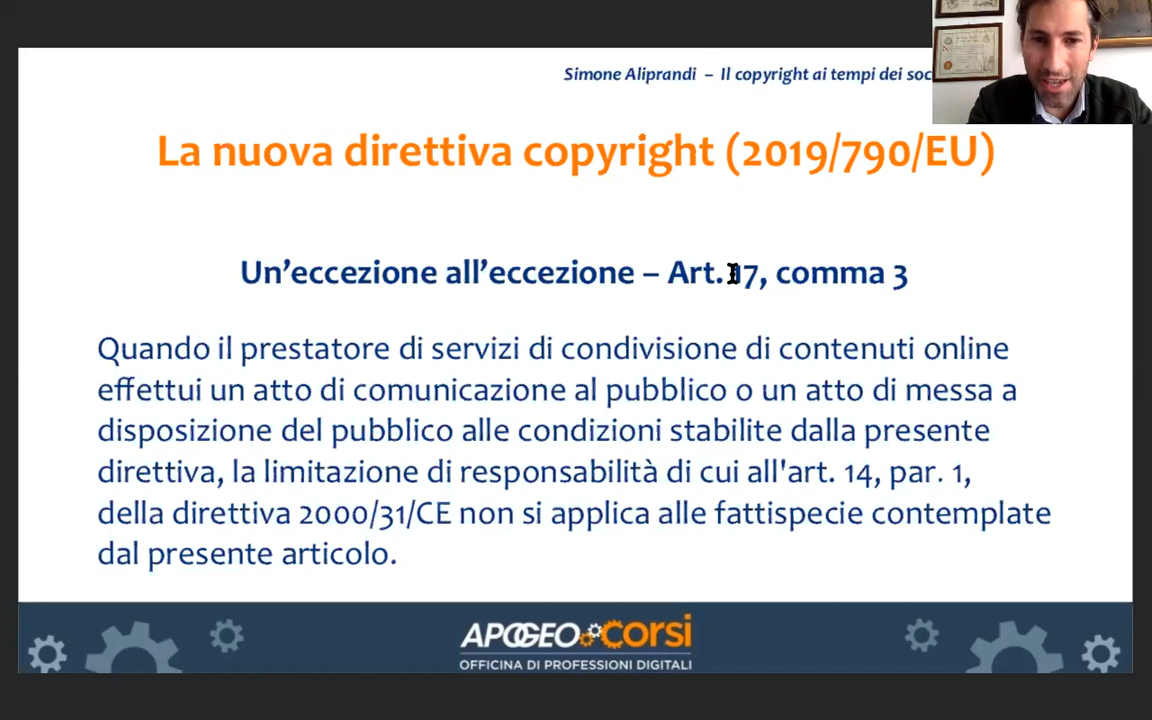 Simone Aliprandi – Il copyright ai tempi dei soc
La nuova direttiva copyright (2019/790/EU)
Un’eccezione all’eccezione – Art. 17, comma 3
Quando il prestatore di servizi di condivisione di contenuti online
effettui un atto di comunicazione al pubblico o un atto di messa a
disposizione del pubblico alle condizioni stabilite dalla presente
direttiva, la limitazione di responsabilità di cui all'art. 14, par. 1,
della direttiva 2000/31/CE non si applica alle fattispecie contemplate
dal presente articolo.
APOGEO CORSI
OFFICINA DI PROFESSIONI DIGITALI